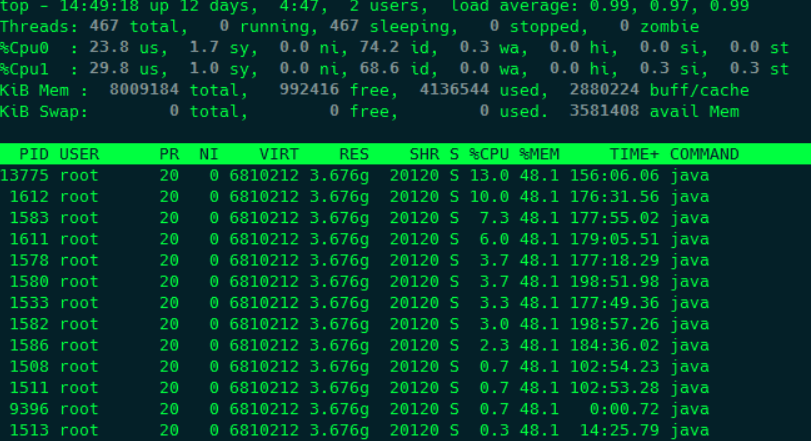 top - 14:49:18 up 12 days,  4:47,  2 users,  load average: 0.99, 0.97, 0.99
Threads: 467 total,   0 running, 467 sleeping,   0 stopped,   0 zombie
%Cpu0  : 23.8 us,  1.7 sy,  0.0 ni, 74.2 id,  0.3 wa,  0.0 hi,  0.0 si,  0.0 st
%Cpu1  : 29.8 us,  1.0 sy,  0.0 ni, 68.6 id,  0.0 wa,  0.0 hi,  0.3 si,  0.3 st
KiB Mem :  8009184 total,   992416 free,  4136544 used,  2880224 buff/cache
KiB Swap:        0 total,        0 free,        0 used.  3581408 avail Mem
PID USER      PR  NI    VIRT    RES    SHR S %CPU %MEM     TIME+ COMMAND
13775 root      20   0 6810212 3.676g  20120 S 13.0 48.1 156:06.06 java
1612 root      20   0 6810212 3.676g  20120 S 10.0 48.1 176:31.56 java
1583 root      20   0 6810212 3.676g  20120 S  7.3 48.1 177:55.02 java
1611 root      20   0 6810212 3.676g  20120 S  6.0 48.1 179:05.51 java
1578 root      20   0 6810212 3.676g  20120 S  3.7 48.1 177:18.29 java
1580 root      20   0 6810212 3.676g  20120 S  3.7 48.1 198:51.98 java
1533 root      20   0 6810212 3.676g  20120 S  3.3 48.1 177:49.36 java
1582 root      20   0 6810212 3.676g  20120 S  3.0 48.1 198:57.26 java
1586 root      20   0 6810212 3.676g  20120 S  2.3 48.1 184:36.02 java
1508 root      20   0 6810212 3.676g  20120 S  0.7 48.1 102:54.23 java
1511 root      20   0 6810212 3.676g  20120 S  0.7 48.1 102:53.28 java
9396 root      20   0 6810212 3.676g  20120 S  0.7 48.1   0:00.72 java
1513 root      20   0 6810212 3.676g  20120 S  0.3 48.1  14:25.79 java